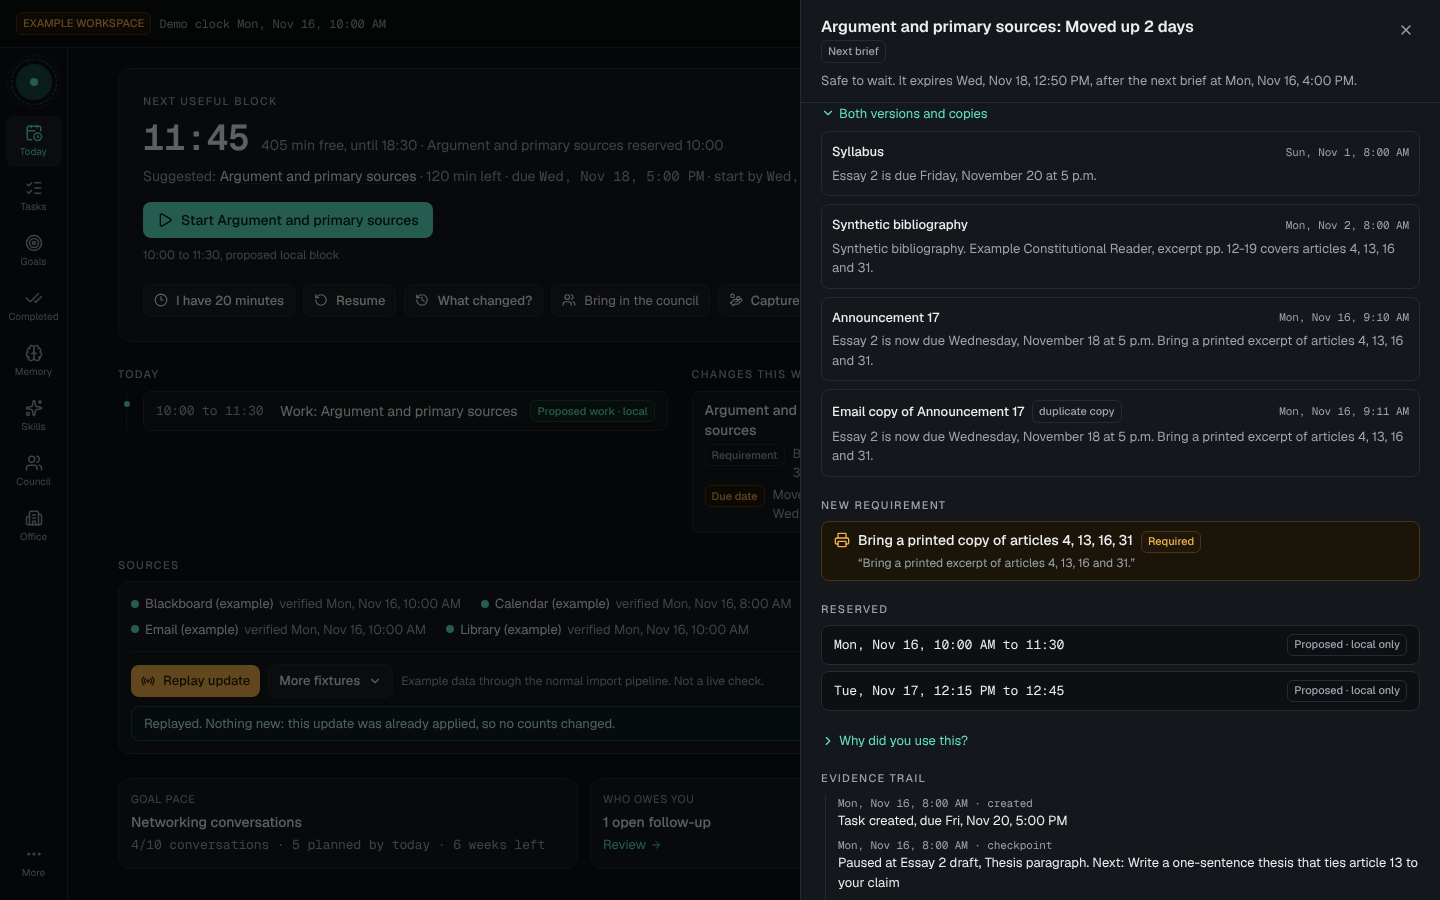 EXAMPLE WORKSPACE Demo clock Mon, Nov 16, 10:00 AM
Today
Tasks
Goals
Completed
Memory
Skills
Council
Office
More
NEXT USEFUL BLOCK
11:45 405 min free, until 18:30 · Argument and primary sources reserved 10:00
Suggested: Argument and primary sources · 120 min left · due Wed, Nov 18, 5:00 PM · start by Wed,
Start Argument and primary sources
10:00 to 11:30, proposed local block
I have 20 minutes Resume What changed? Bring in the council Capture
TODAY
10:00 to 11:30 Work: Argument and primary sources Proposed work · local
CHANGES THIS W
Argument and
sources
Requirement B
3
Due date Move
Wed
SOURCES
Blackboard (example) verified Mon, Nov 16, 10:00 AM Calendar (example) verified Mon, Nov 16, 8:00 AM
Email (example) verified Mon, Nov 16, 10:00 AM Library (example) verified Mon, Nov 16, 10:00 AM
Replay update More fixtures Example data through the normal import pipeline. Not a live check.
Replayed. Nothing new: this update was already applied, so no counts changed.
GOAL PACE
Networking conversations
4/10 conversations · 5 planned by today · 6 weeks left
WHO OWES YOU
1 open follow-up
Review →
Argument and primary sources: Moved up 2 days
Next brief
Safe to wait. It expires Wed, Nov 18, 12:50 PM, after the next brief at Mon, Nov 16, 4:00 PM.
Both versions and copies
Syllabus Sun, Nov 1, 8:00 AM
Essay 2 is due Friday, November 20 at 5 p.m.
Synthetic bibliography Mon, Nov 2, 8:00 AM
Synthetic bibliography. Example Constitutional Reader, excerpt pp. 12-19 covers articles 4, 13, 16
and 31.
Announcement 17 Mon, Nov 16, 9:10 AM
Essay 2 is now due Wednesday, November 18 at 5 p.m. Bring a printed excerpt of articles 4, 13, 16
and 31.
Email copy of Announcement 17 duplicate copy Mon, Nov 16, 9:11 AM
Essay 2 is now due Wednesday, November 18 at 5 p.m. Bring a printed excerpt of articles 4, 13, 16
and 31.
NEW REQUIREMENT
Bring a printed copy of articles 4, 13, 16, 31 Required
“Bring a printed excerpt of articles 4, 13, 16 and 31.”
RESERVED
Mon, Nov 16, 10:00 AM to 11:30 Proposed · local only
Tue, Nov 17, 12:15 PM to 12:45 Proposed · local only
Why did you use this?
EVIDENCE TRAIL
Mon, Nov 16, 8:00 AM · created
Task created, due Fri, Nov 20, 5:00 PM
Mon, Nov 16, 8:00 AM · checkpoint
Paused at Essay 2 draft, Thesis paragraph. Next: Write a one-sentence thesis that ties article 13 to
your claim